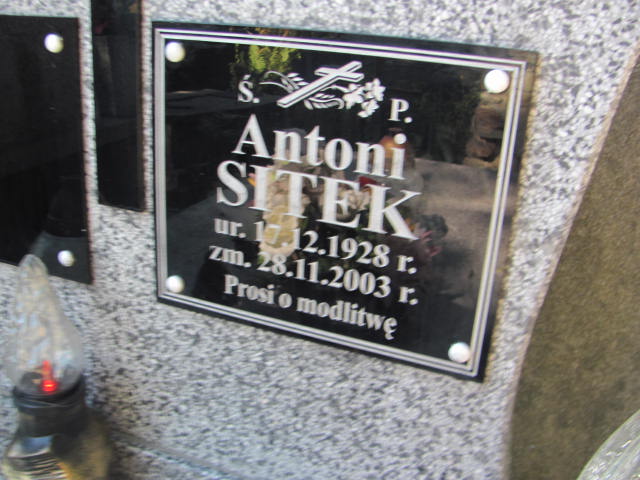 Ś. P.
Antoni
SITEK
ur. 17.12.1928 r.
zm. 28.11.2003 r.
Prosi o modlitwę